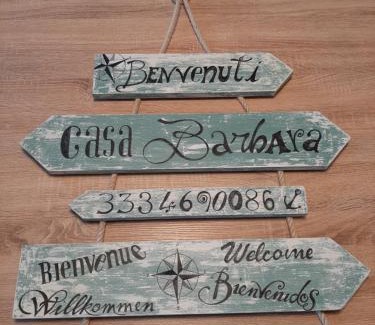 Benvenuti
Casa Barbara
3334690086
Bienvenue Welcome
Willkommen Bienvenidos